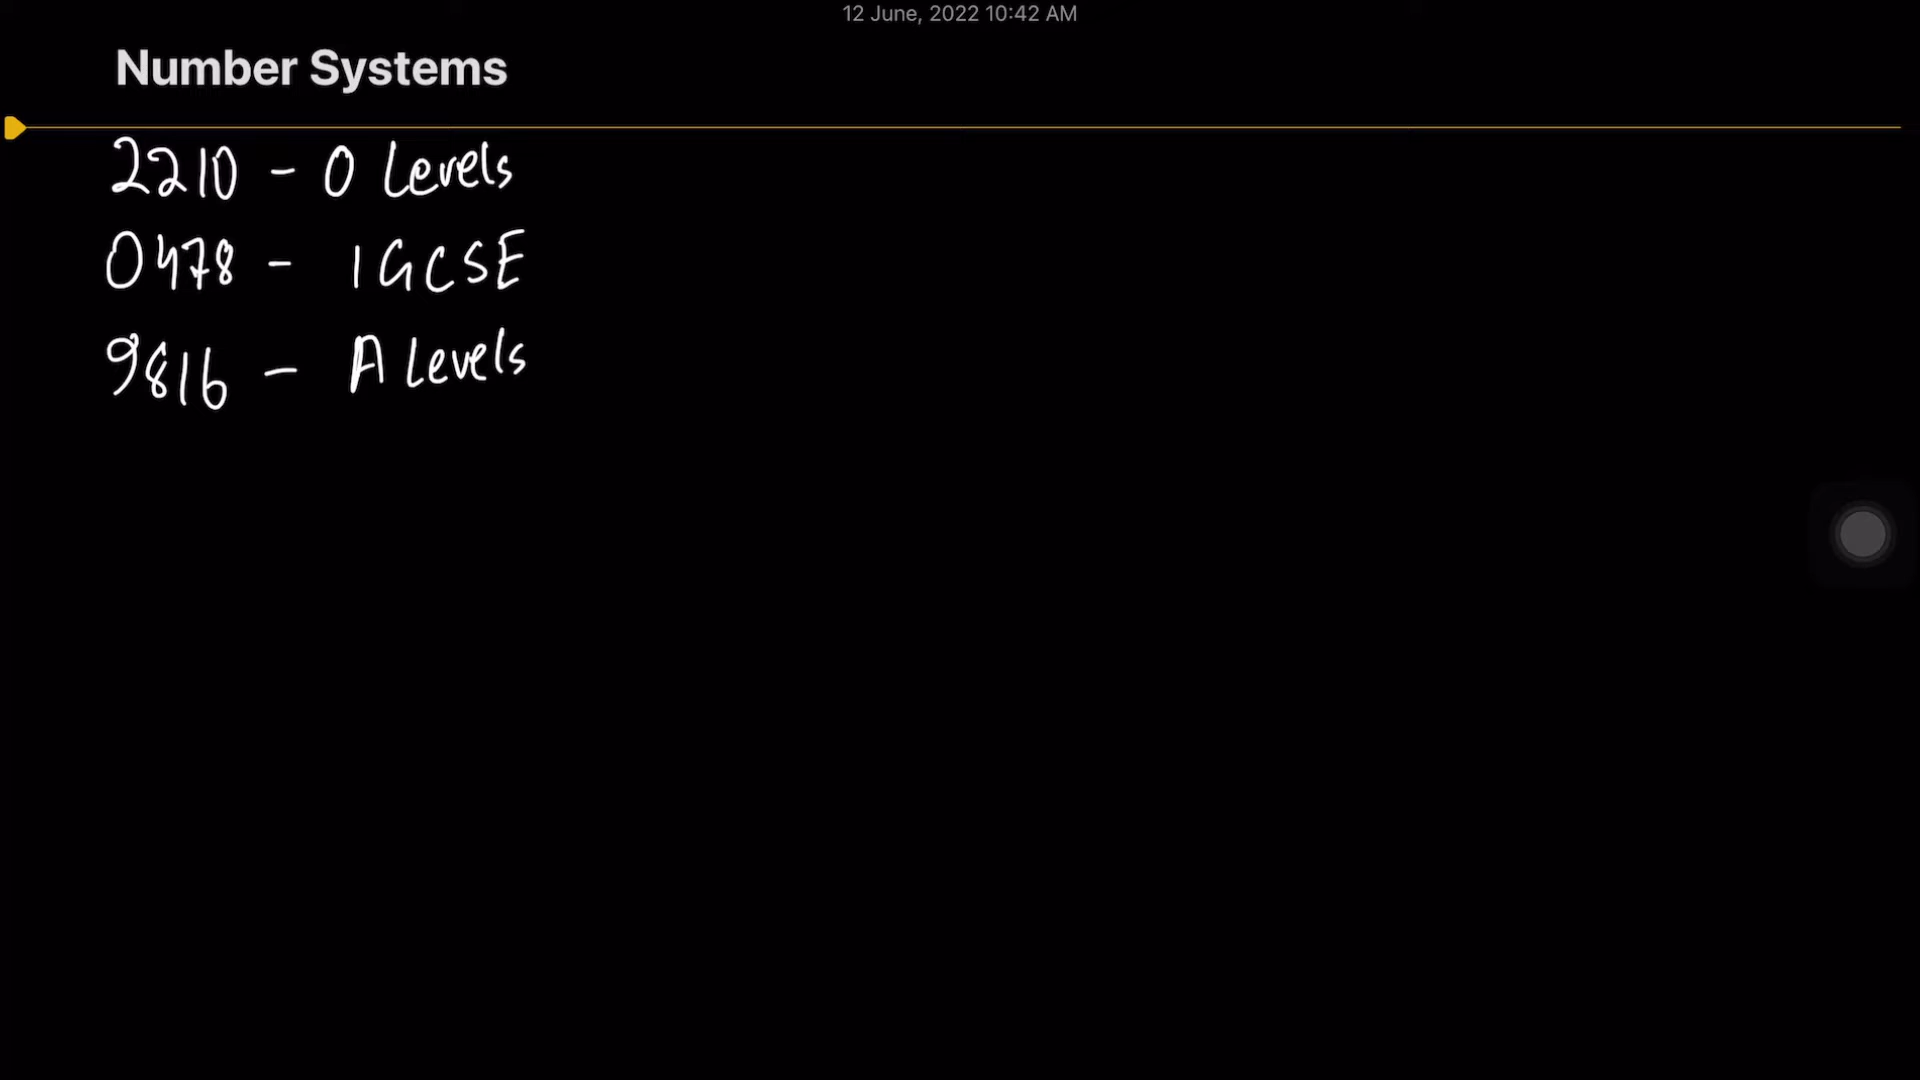 12 June, 2022 10:42 AM
Number Systems
2210 - O Levels
0478 - IGCSE
9816 - A Levels